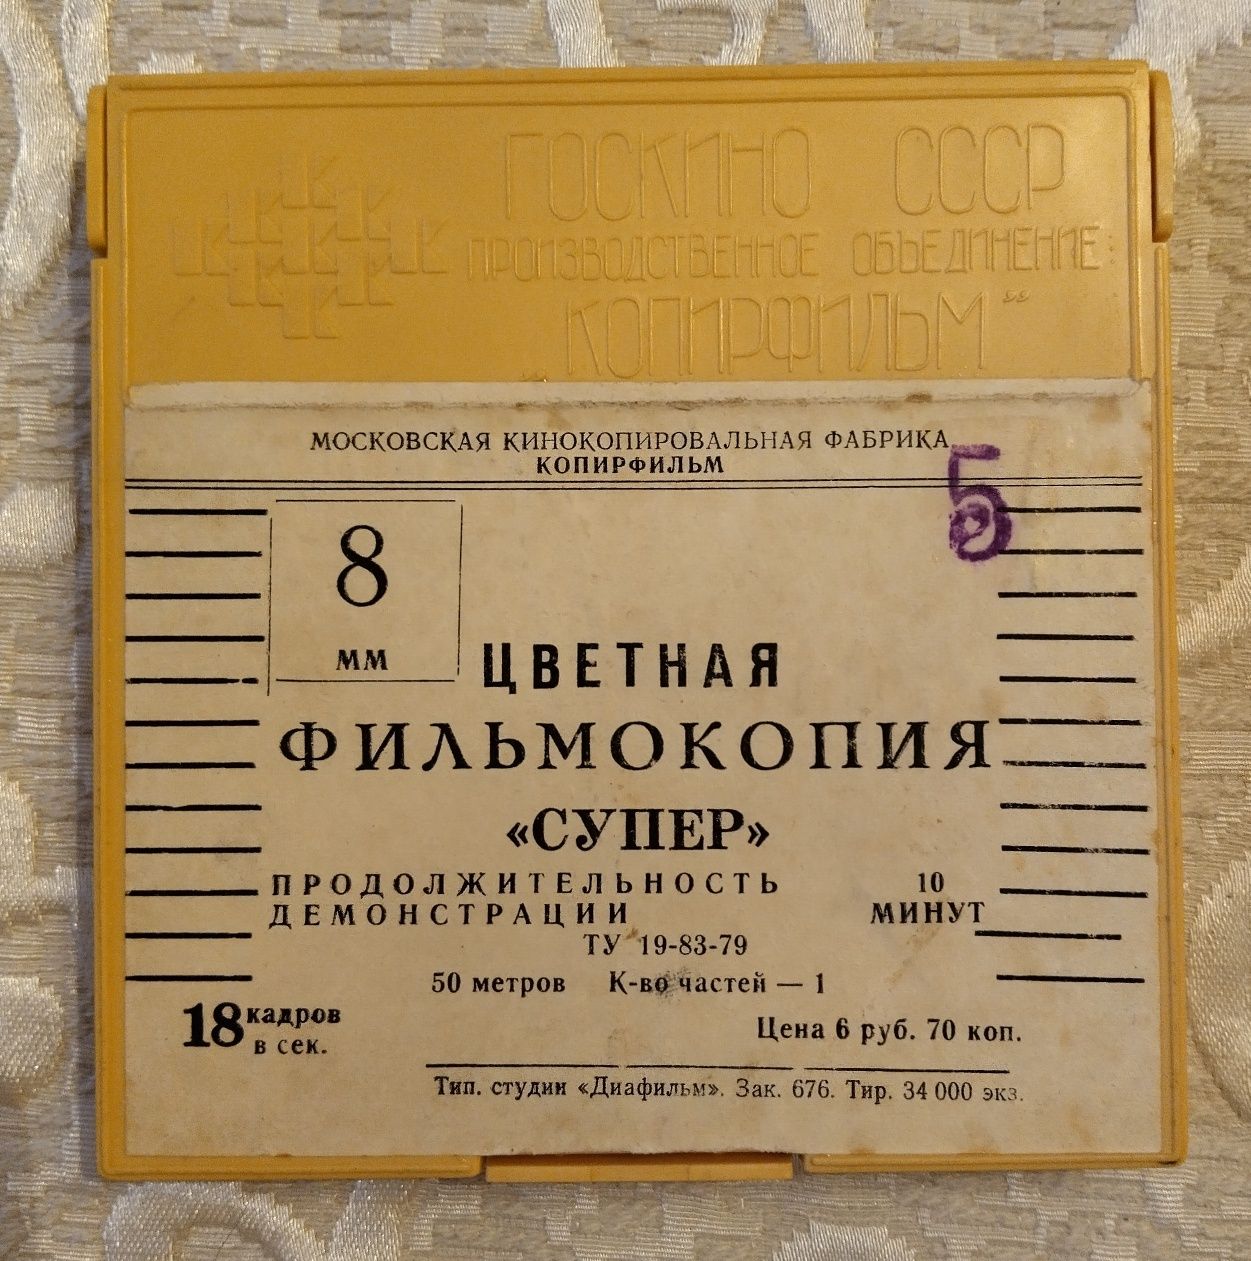 ГОСКИНО СССР
ПРОИЗВОДСТВЕННОЕ ОБЪЕДИНЕНИЕ:
„КОПИРФИЛЬМ”
МОСКОВСКАЯ КИНОКОПИРОВАЛЬНАЯ ФАБРИКА
КОПИРФИЛЬМ
5
8
мм
ЦВЕТНАЯ
ФИЛЬМОКОПИЯ
«СУПЕР»
ПРОДОЛЖИТЕЛЬНОСТЬ 10
ДЕМОНСТРАЦИИ МИНУТ
ТУ 19-83-79
50 метров К-во частей — 1
18 кадров
в сек.
Цена 6 руб. 70 коп.
Тип. студии «Диафильм». Зак. 676. Тир. 34 000 экз.